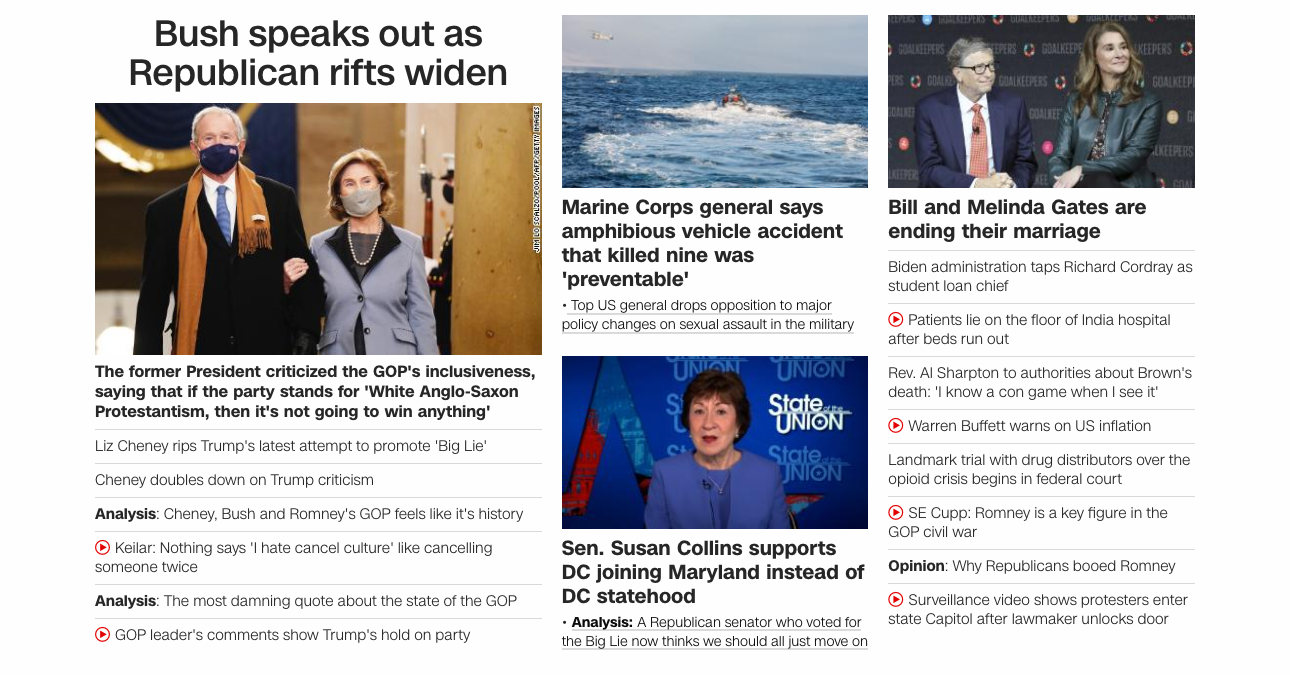 Bush speaks out as
Republican rifts widen
JIM LO SCALZO/POOL/AFP/GETTY IMAGES
The former President criticized the GOP's inclusiveness,
saying that if the party stands for 'White Anglo-Saxon
Protestantism, then it's not going to win anything'
Liz Cheney rips Trump's latest attempt to promote 'Big Lie'
Cheney doubles down on Trump criticism
Analysis: Cheney, Bush and Romney's GOP feels like it's history
Keilar: Nothing says 'I hate cancel culture' like cancelling
someone twice
Analysis: The most damning quote about the state of the GOP
GOP leader's comments show Trump's hold on party
Marine Corps general says
amphibious vehicle accident
that killed nine was
'preventable'
• Top US general drops opposition to major
policy changes on sexual assault in the military
UNION
UNION
State of the
UNION
State
UNION
Sen. Susan Collins supports
DC joining Maryland instead of
DC statehood
• Analysis: A Republican senator who voted for
the Big Lie now thinks we should all just move on
GOALKEEPERS
GOALKEEPERS
GOALKEEPERS
GOALKEEPERS
Bill and Melinda Gates are
ending their marriage
Biden administration taps Richard Cordray as
student loan chief
Patients lie on the floor of India hospital
after beds run out
Rev. Al Sharpton to authorities about Brown's
death: 'I know a con game when I see it'
Warren Buffett warns on US inflation
Landmark trial with drug distributors over the
opioid crisis begins in federal court
SE Cupp: Romney is a key figure in the
GOP civil war
Opinion: Why Republicans booed Romney
Surveillance video shows protesters enter
state Capitol after lawmaker unlocks door